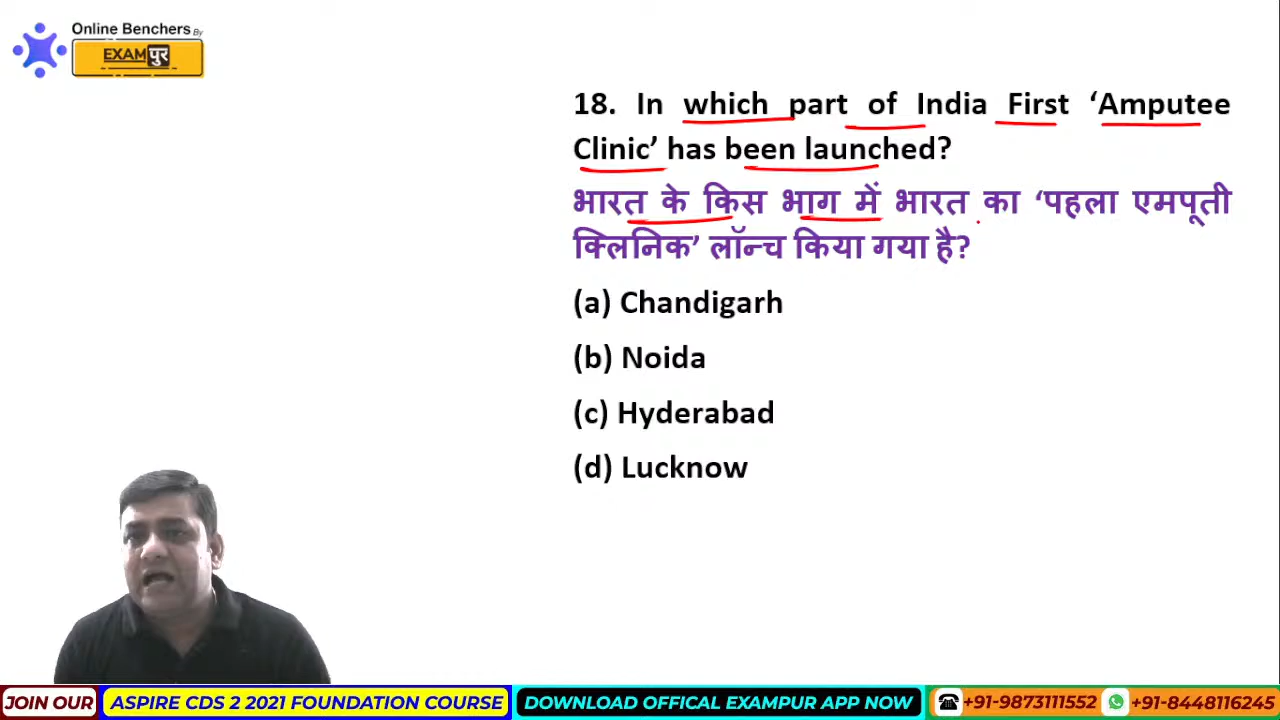 Online Benchers By
EXAMपुर
18. In which part of India First ‘Amputee
Clinic’ has been launched?
भारत के किस भाग में भारत का ‘पहला एमपूती
क्लिनिक’ लॉन्च किया गया है?
(a) Chandigarh
(b) Noida
(c) Hyderabad
(d) Lucknow
JOIN OUR ASPIRE CDS 2 2021 FOUNDATION COURSE DOWNLOAD OFFICAL EXAMPUR APP NOW +91-9873111552 +91-8448116245